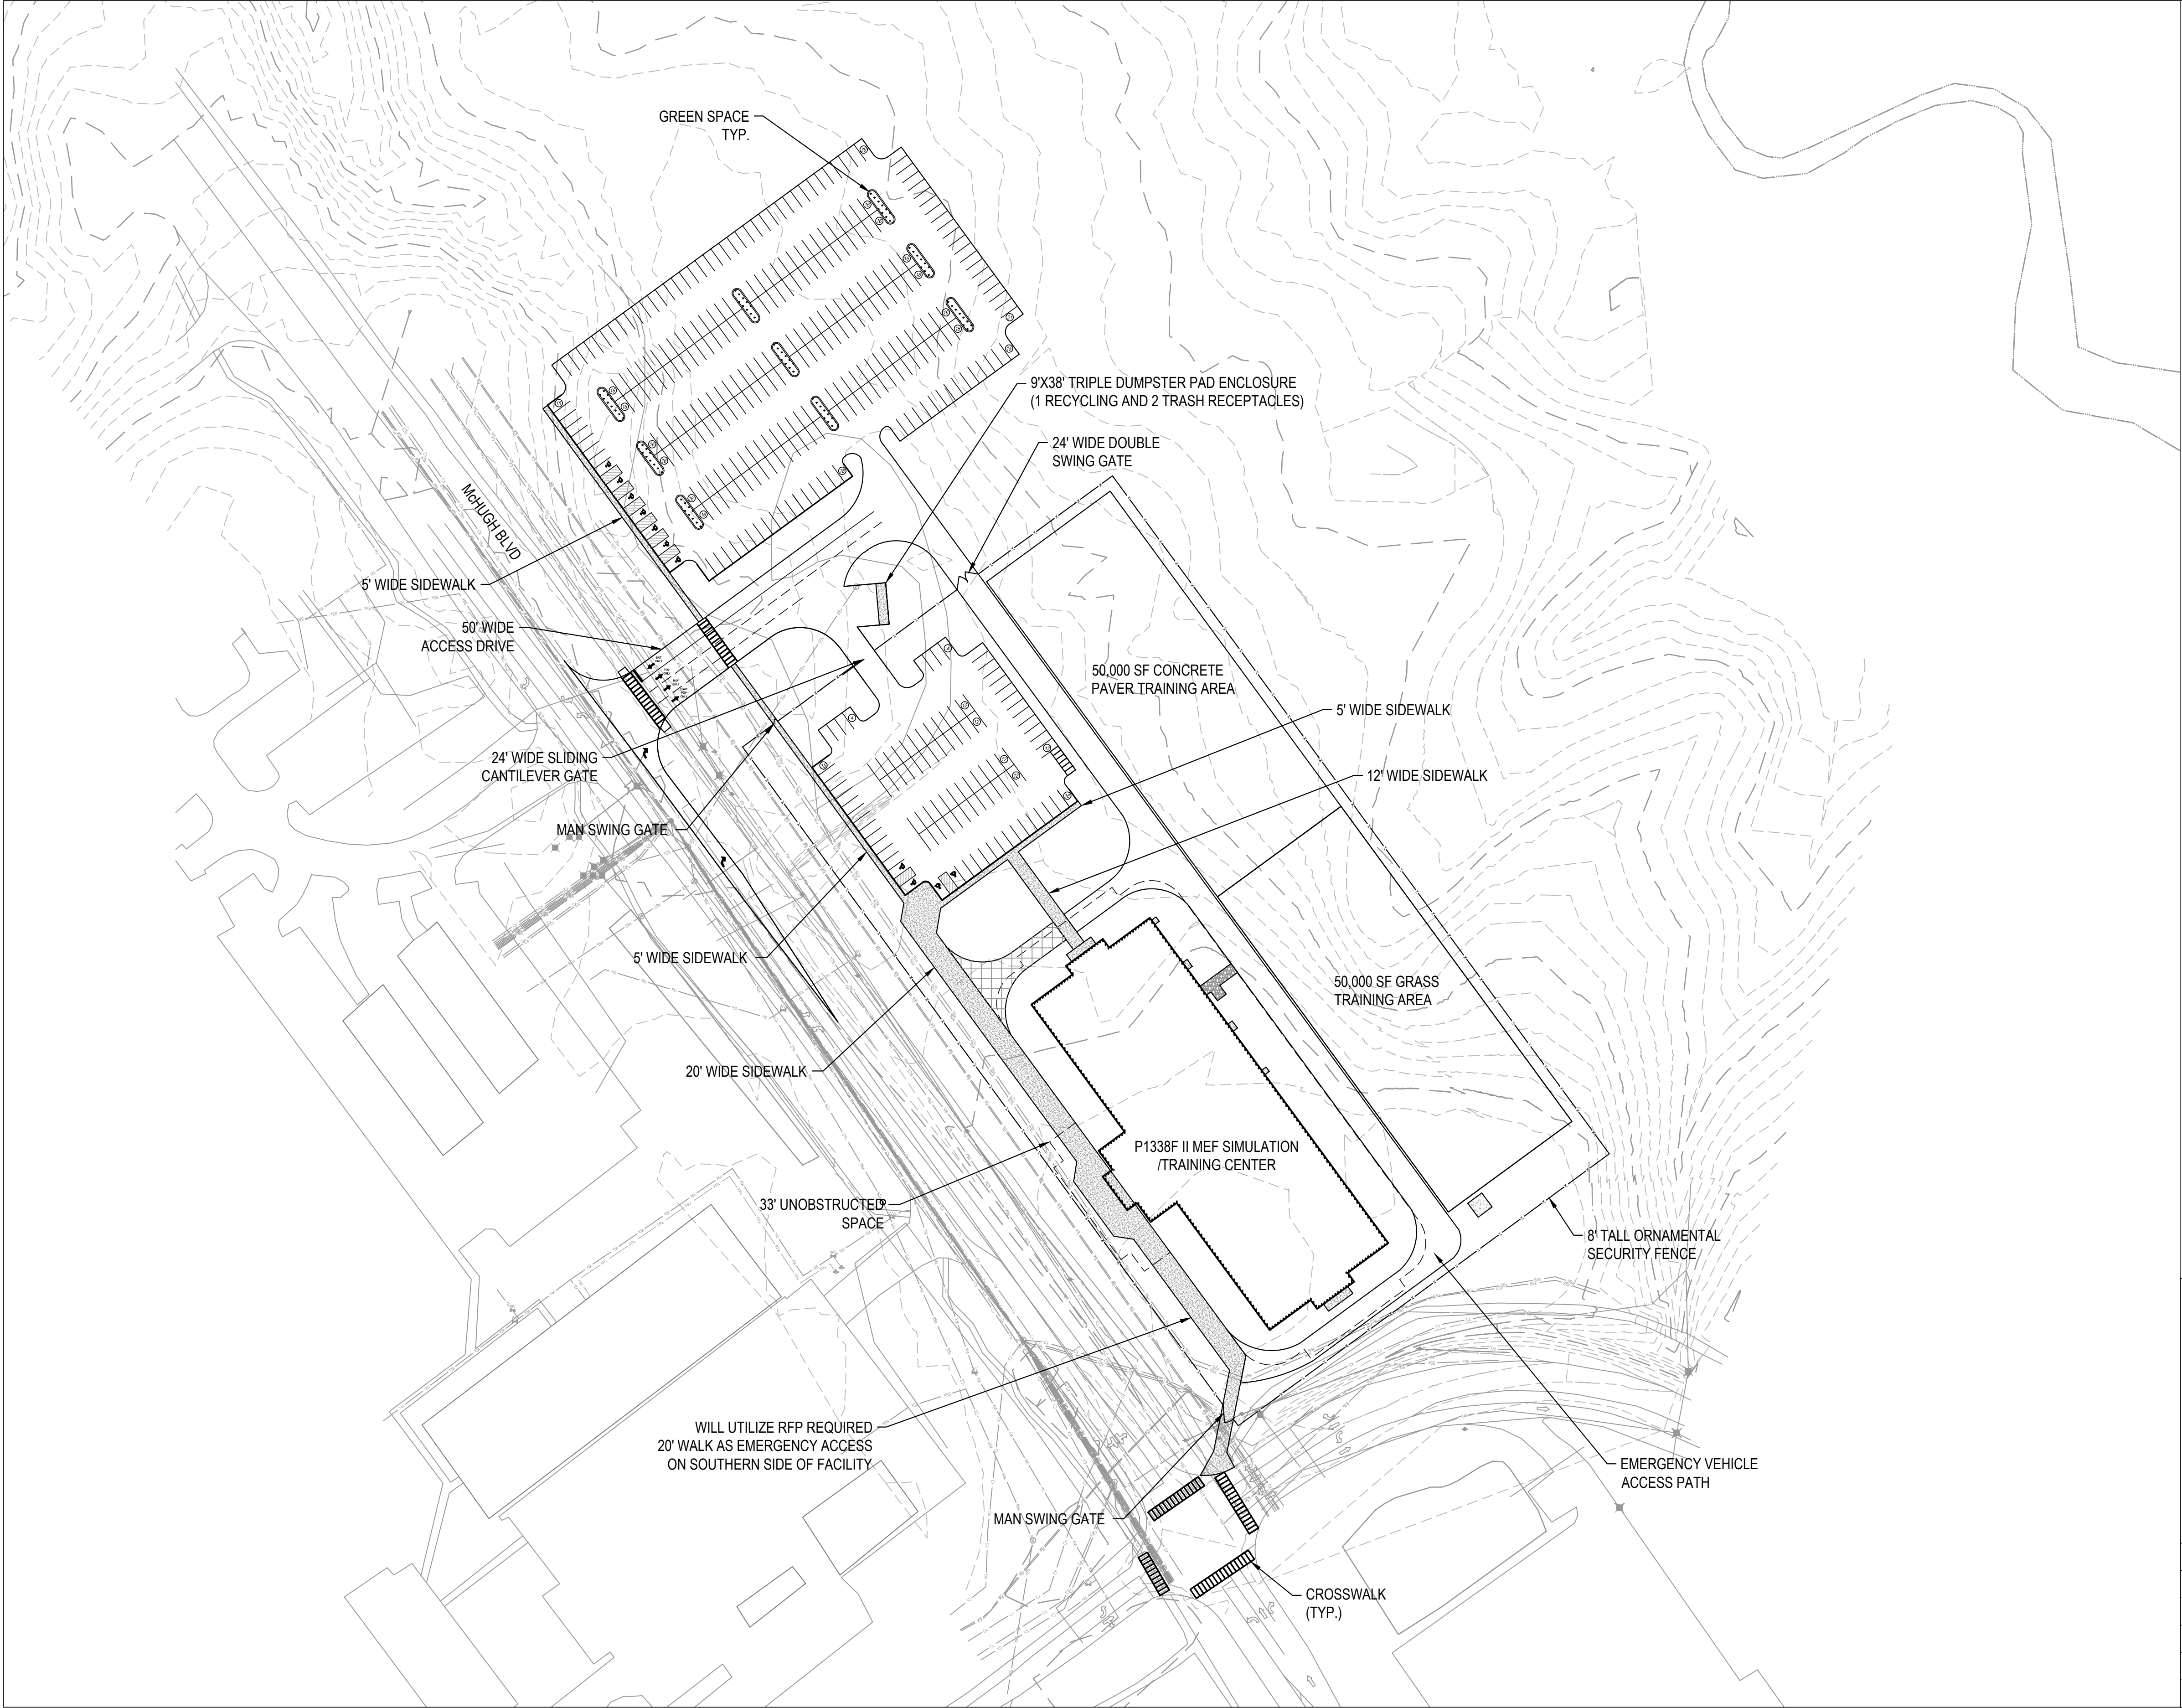 GREEN SPACE
TYP.
9'X38' TRIPLE DUMPSTER PAD ENCLOSURE
(1 RECYCLING AND 2 TRASH RECEPTACLES)
24' WIDE DOUBLE
SWING GATE
McHUGH BLVD
5' WIDE SIDEWALK
50' WIDE
ACCESS DRIVE
50,000 SF CONCRETE
PAVER TRAINING AREA
5' WIDE SIDEWALK
24' WIDE SLIDING
CANTILEVER GATE
12' WIDE SIDEWALK
MAN SWING GATE
5' WIDE SIDEWALK
50,000 SF GRASS
TRAINING AREA
20' WIDE SIDEWALK
P1338F II MEF SIMULATION
/TRAINING CENTER
33' UNOBSTRUCTED
SPACE
8' TALL ORNAMENTAL
SECURITY FENCE
WILL UTILIZE RFP REQUIRED
20' WALK AS EMERGENCY ACCESS
ON SOUTHERN SIDE OF FACILITY
EMERGENCY VEHICLE
ACCESS PATH
MAN SWING GATE
CROSSWALK
(TYP.)